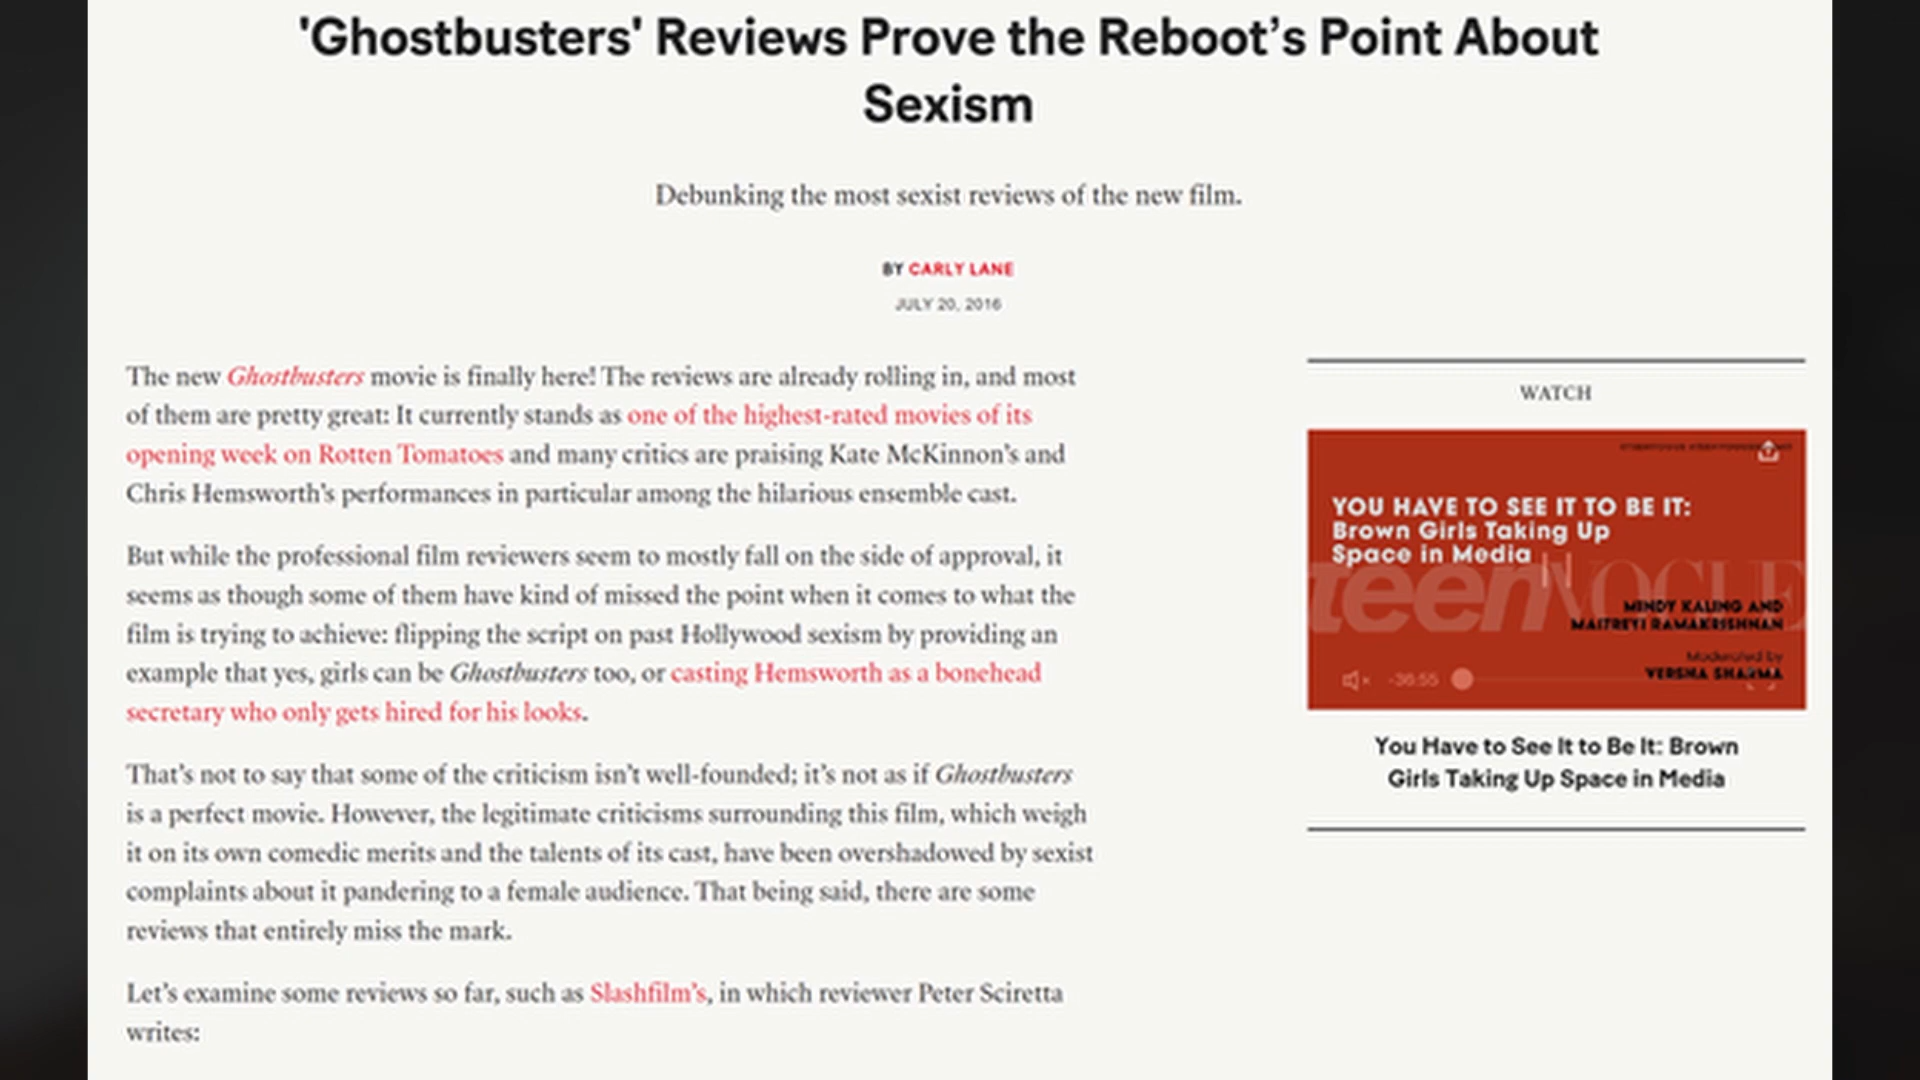 'Ghostbusters' Reviews Prove the Reboot’s Point About
Sexism
Debunking the most sexist reviews of the new film.
BY CARLY LANE
JULY 20, 2016
The new Ghostbusters movie is finally here! The reviews are already rolling in, and most
of them are pretty great: It currently stands as one of the highest-rated movies of its
opening week on Rotten Tomatoes and many critics are praising Kate McKinnon’s and
Chris Hemsworth’s performances in particular among the hilarious ensemble cast.
But while the professional film reviewers seem to mostly fall on the side of approval, it
seems as though some of them have kind of missed the point when it comes to what the
film is trying to achieve: flipping the script on past Hollywood sexism by providing an
example that yes, girls can be Ghostbusters too, or casting Hemsworth as a bonehead
secretary who only gets hired for his looks.
That’s not to say that some of the criticism isn’t well-founded; it’s not as if Ghostbusters
is a perfect movie. However, the legitimate criticisms surrounding this film, which weigh
it on its own comedic merits and the talents of its cast, have been overshadowed by sexist
complaints about it pandering to a female audience. That being said, there are some
reviews that entirely miss the mark.
Let’s examine some reviews so far, such as Slashfilm’s, in which reviewer Peter Sciretta
writes:
WATCH
YOU HAVE TO SEE IT TO BE IT:
Brown Girls Taking Up
Space in Media
teen VOGUE
MINDY KALING AND
MAITREYI RAMAKRISHNAN
Moderated by
VERSHA SHARMA
-36:55
You Have to See It to Be It: Brown
Girls Taking Up Space in Media